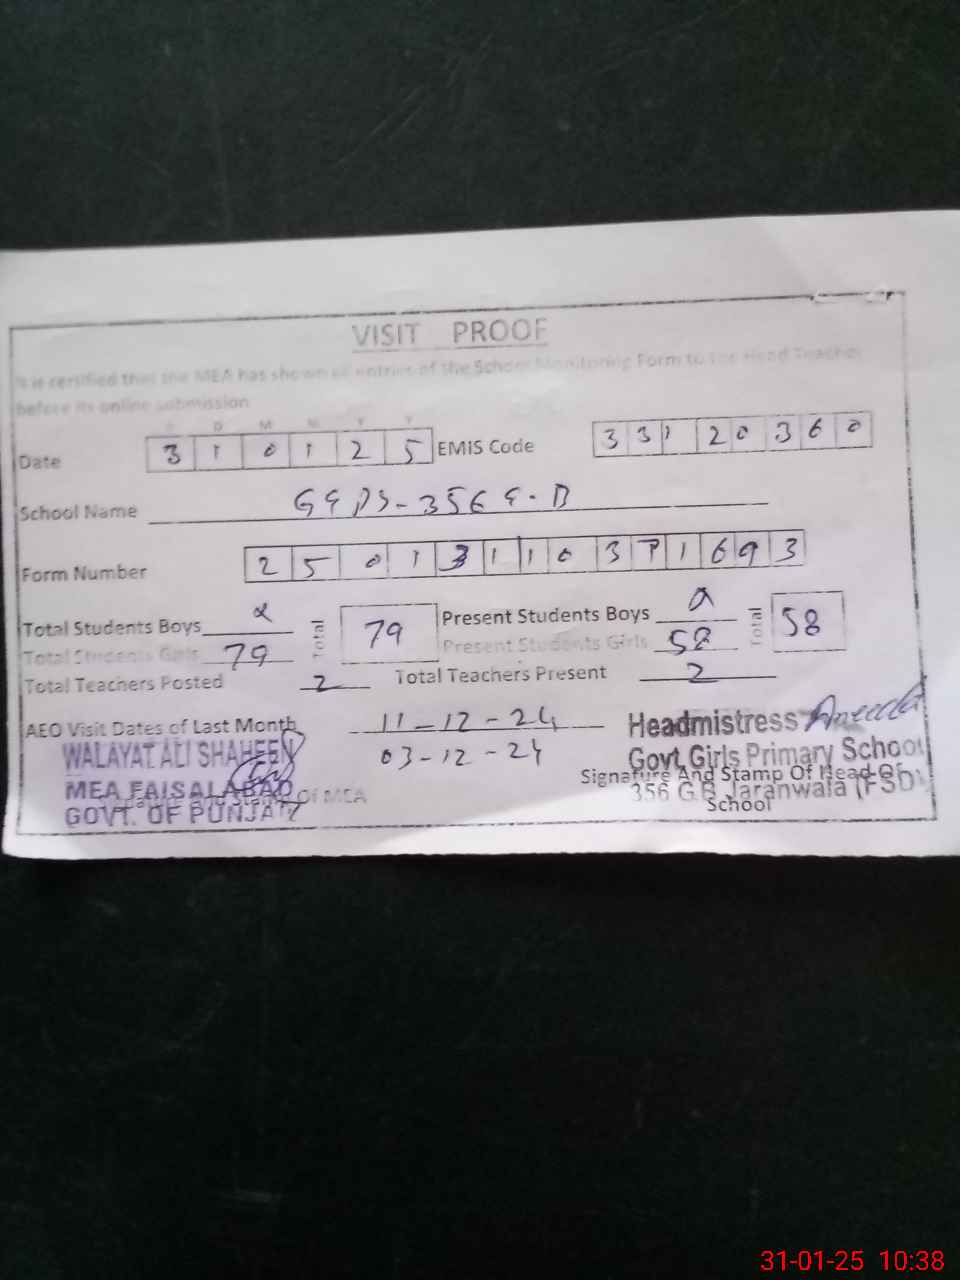 VISIT PROOF
It is certified that the MEA has shown all entries of the School Monitoring Form to the Head Teacher
before its online submission
D D M M Y Y
Date 3 1 0 1 2 5 EMIS Code 3 3 1 2 0 3 6 0
School Name GGPS-356 G.B
Form Number 2 5 0 1 3 1 1 0 3 7 1 6 9 3
Total Students Boys Total 79 Present Students Boys Total 58
Total Students Girls 79 Present Students Girls 58
Total Teachers Posted 2 Total Teachers Present 2
AEO Visit Dates of Last Month 11-12-24
03-12-24
WALAYAT ALI SHAHEEN
MEA FAISALABAD
GOVT. OF PUNJAB
Of MEA
Headmistress
Govt, Girls Primary School
Signature And Stamp Of Head Of
356 G.B Jaranwala (FSD)
School
31-01-25 10:38